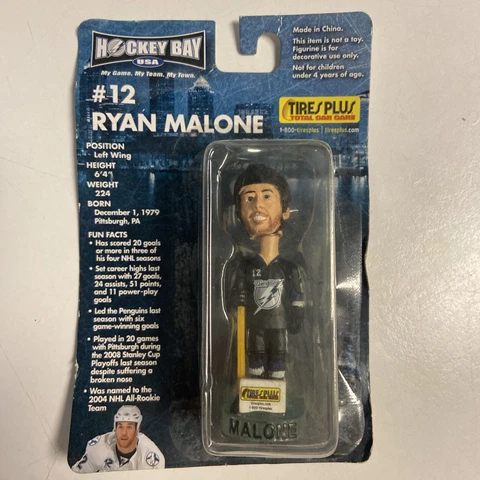 HOCKEY BAY
USA
My Game. My Team. My Town.
Made in China.
This item is not a toy.
Figurine is for
decorative use only.
Not for children
under 4 years of age.
#12
RYAN MALONE
TIRES PLUS
TOTAL CAR CARE
1-800-tiresplus | tiresplus.com
POSITION
Left Wing
HEIGHT
6'4"
WEIGHT
224
BORN
December 1, 1979
Pittsburgh, PA
FUN FACTS
• Has scored 20 goals
or more in three of
his four NHL seasons
• Set career highs last
season with 27 goals,
24 assists, 51 points,
and 11 power-play
goals
• Led the Penguins last
season with six
game-winning goals
• Played in 20 games
with Pittsburgh during
the 2008 Stanley Cup
Playoffs last season
despite suffering a
broken nose
• Was named to the
2004 NHL All-Rookie
Team
12
MALONE